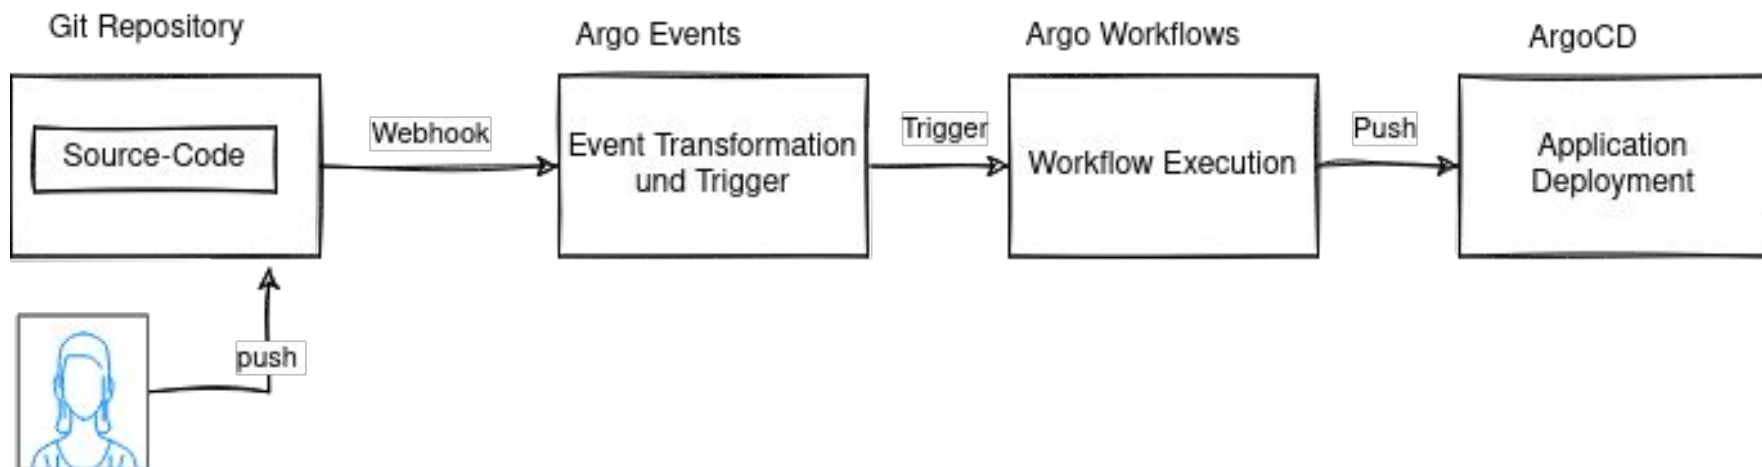 Git Repository
Argo Events
Argo Workflows
ArgoCD
Source-Code
Webhook
Event Transformation
und Trigger
Trigger
Workflow Execution
Push
Application
Deployment
push